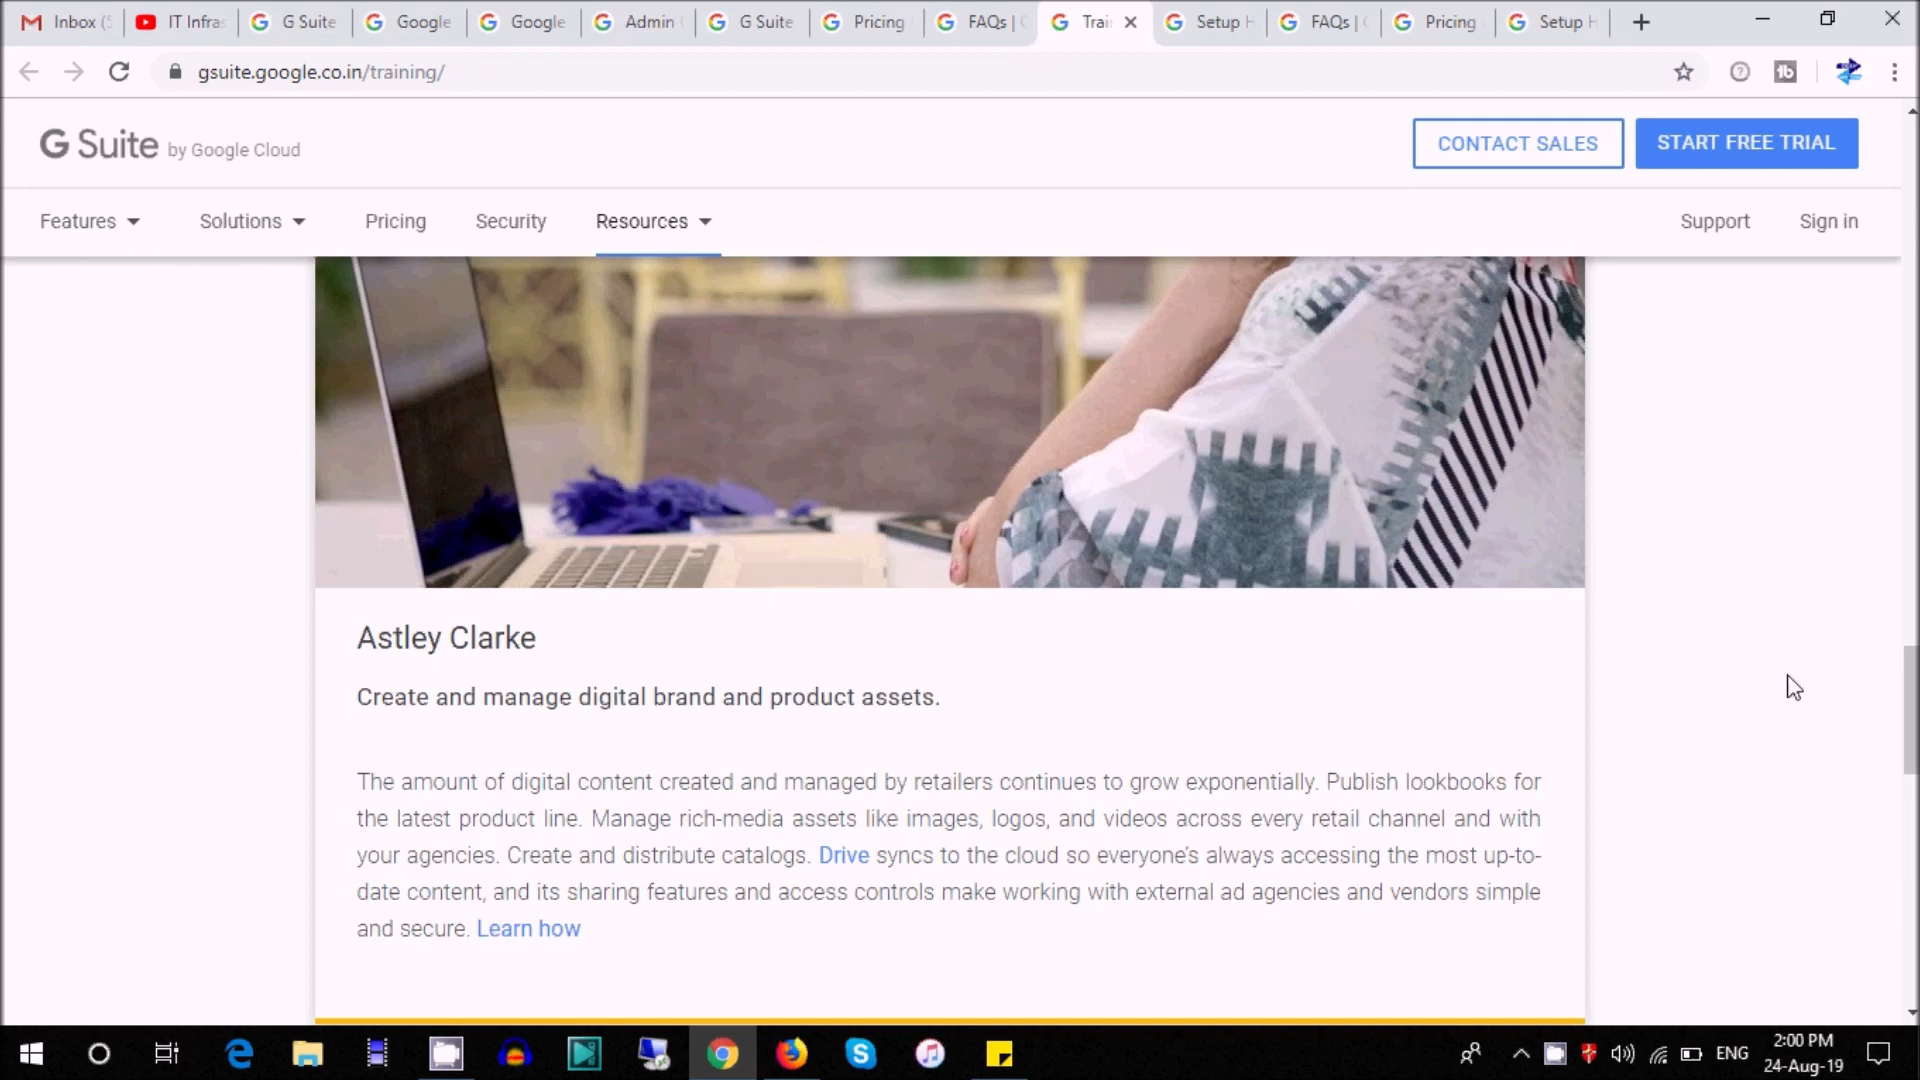 Inbox (5
IT Infras
G Suite
Google
Google
Admin
G Suite
Pricing
FAQs |
Trai
Setup H
FAQs |
Pricing
Setup H
gsuite.google.co.in/training/
G Suite by Google Cloud
CONTACT SALES
START FREE TRIAL
Features
Solutions
Pricing
Security
Resources
Support
Sign in
Astley Clarke
Create and manage digital brand and product assets.
The amount of digital content created and managed by retailers continues to grow exponentially. Publish lookbooks for
the latest product line. Manage rich-media assets like images, logos, and videos across every retail channel and with
your agencies. Create and distribute catalogs. Drive syncs to the cloud so everyone's always accessing the most up-to-
date content, and its sharing features and access controls make working with external ad agencies and vendors simple
and secure. Learn how
ENG
2:00 PM
24-Aug-19